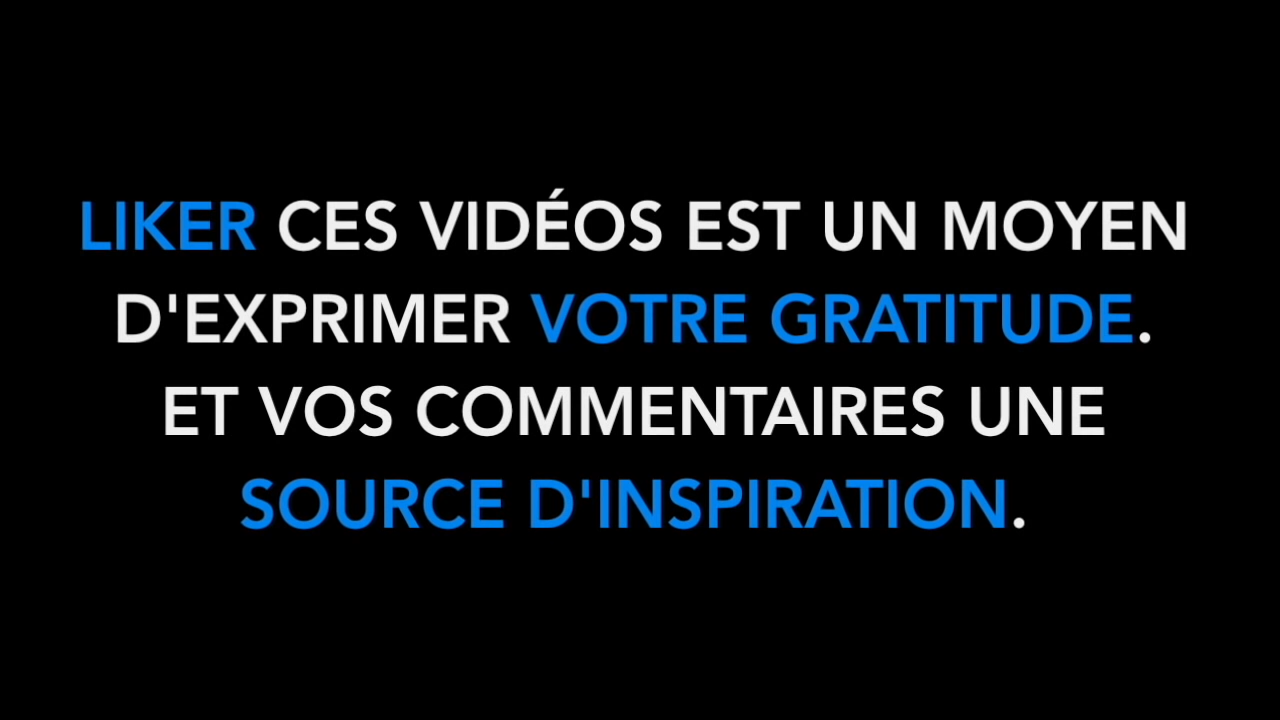 LIKER CES VIDÉOS EST UN MOYEN
D'EXPRIMER VOTRE GRATITUDE.
ET VOS COMMENTAIRES UNE
SOURCE D'INSPIRATION.